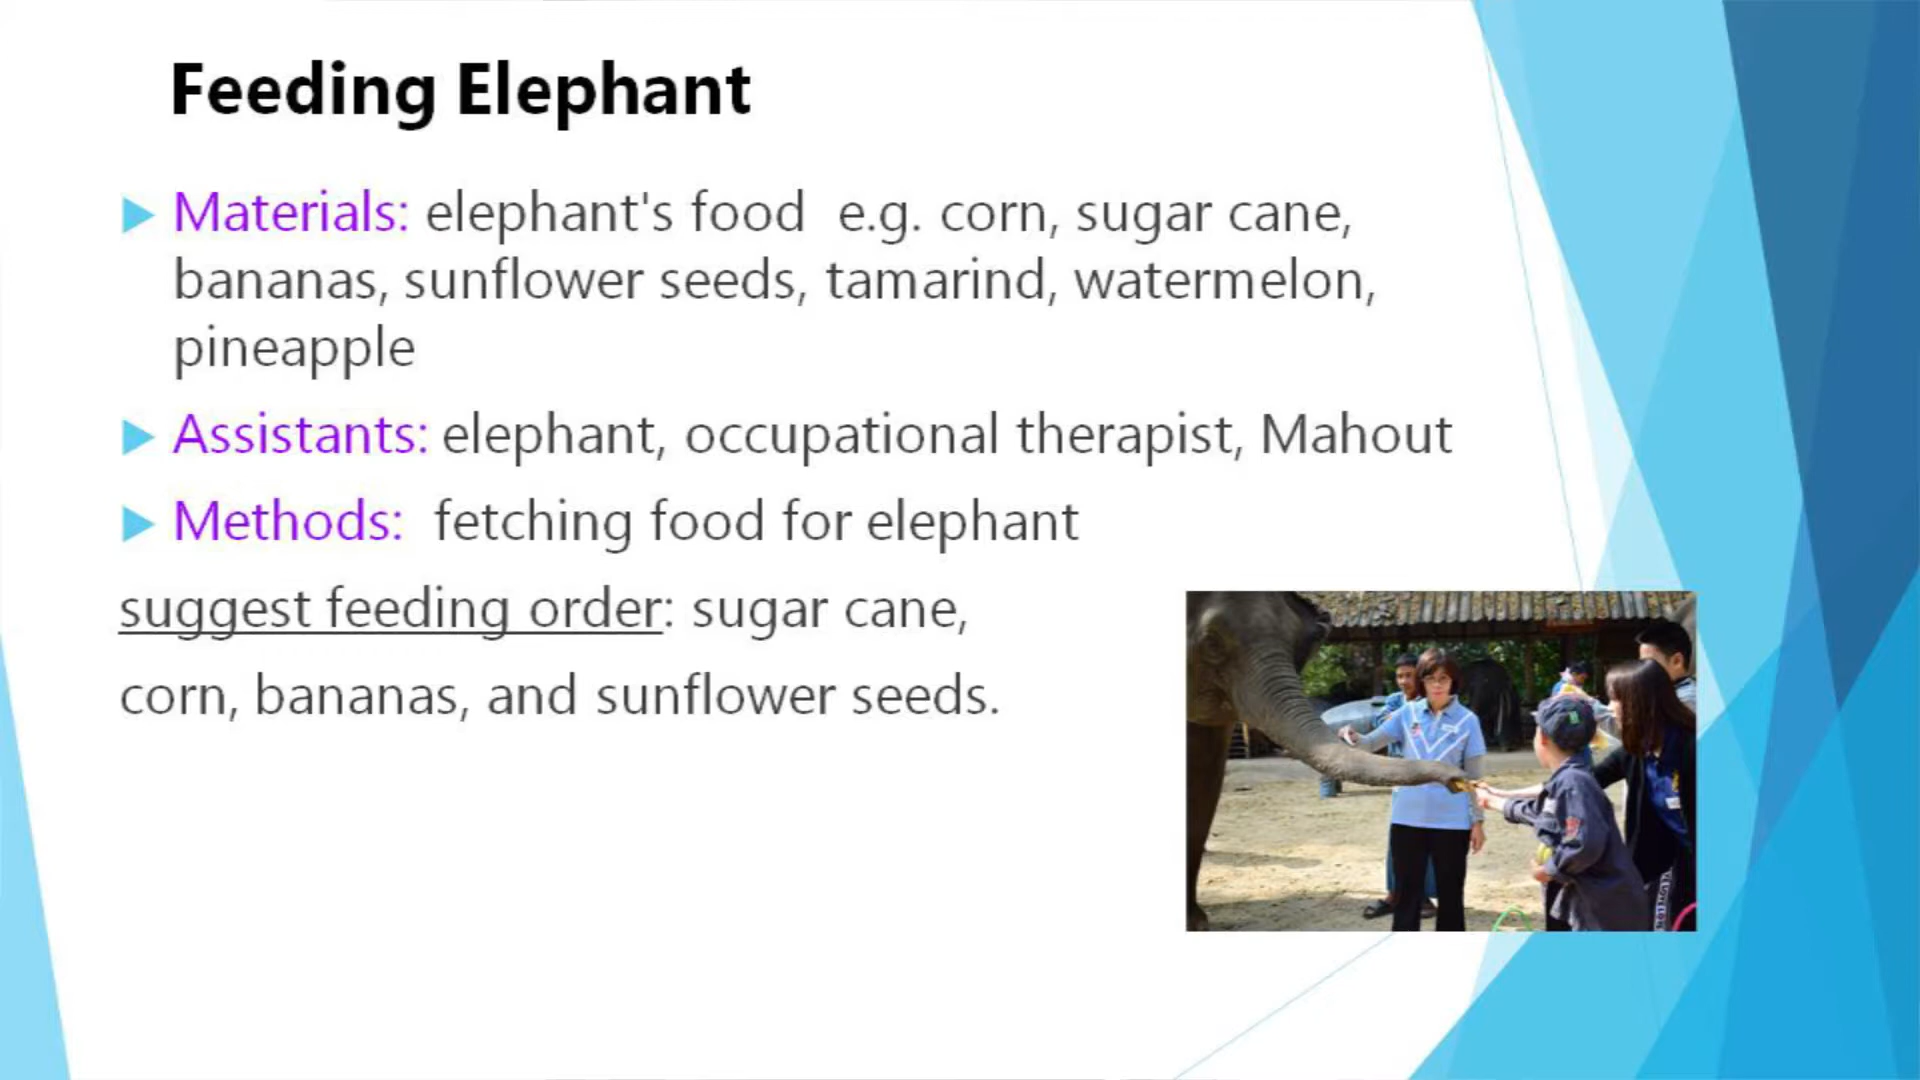 Feeding Elephant
Materials: elephant's food  e.g. corn, sugar cane,
bananas, sunflower seeds, tamarind, watermelon,
pineapple
Assistants: elephant, occupational therapist, Mahout
Methods:  fetching food for elephant
suggest feeding order: sugar cane,
corn, bananas, and sunflower seeds.